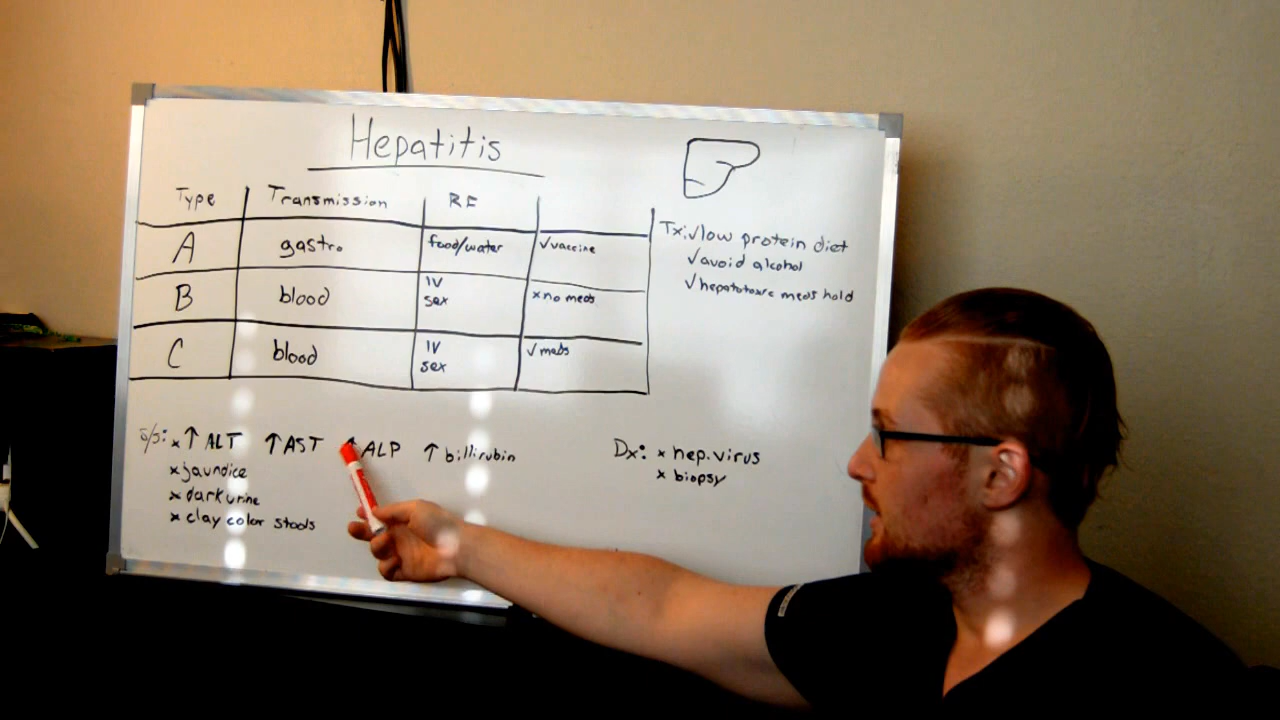 Hepatitis
Type Transmission RF
A gastro food/water √vaccine
B blood IV sex xno meds
C blood IV sex √meds
Tx:√low protein diet
√avoid alcohol
√hepatotoxic meds hold
s/s: x ↑ALT ↑AST ↑ALP ↑billirubin
x jaundice
x dark urine
x clay color stools
Dx: x hep.virus
x biopsy